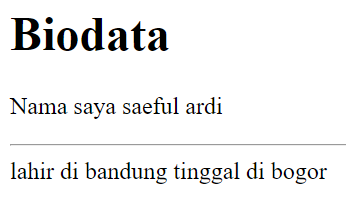 Biodata
Nama saya saeful ardi
lahir di bandung tinggal di bogor